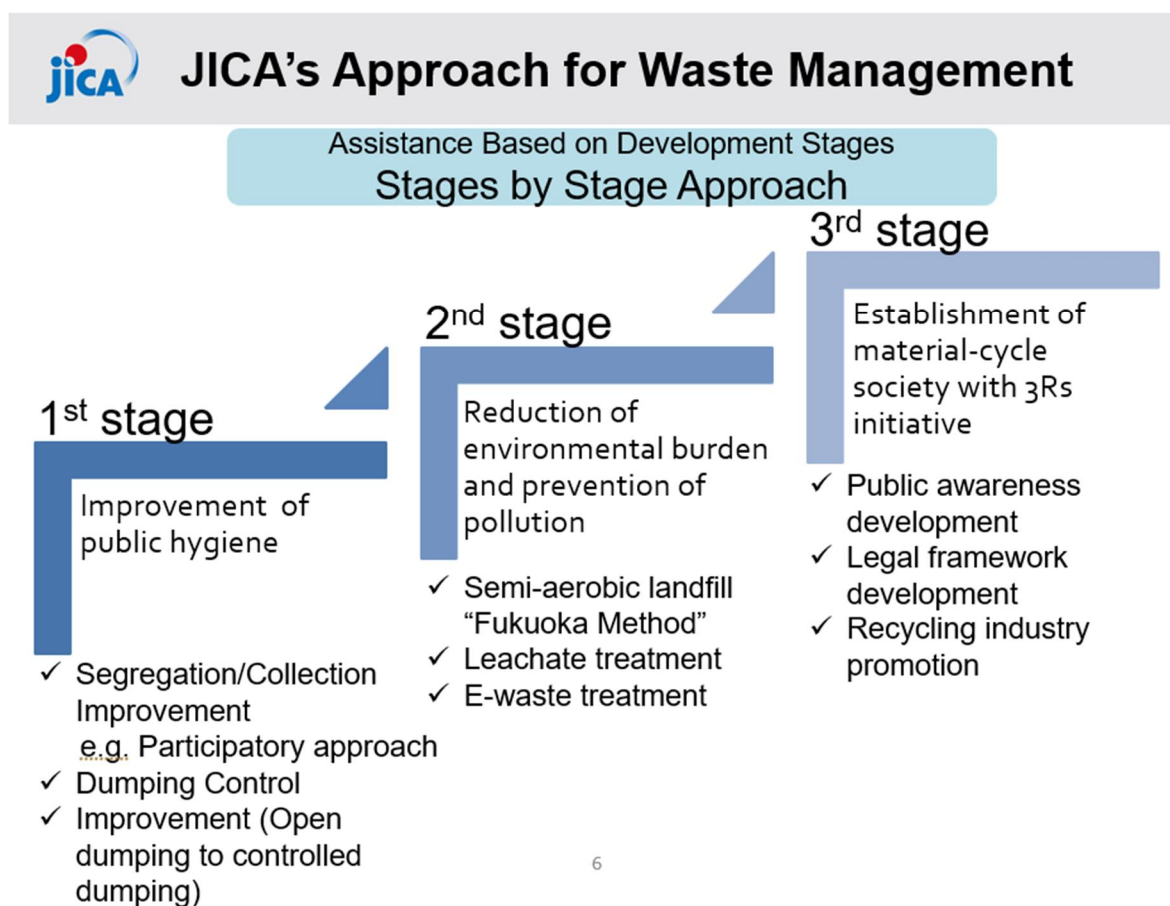 jica
JICA's Approach for Waste Management
Assistance Based on Development Stages
Stages by Stage Approach
1st stage
Improvement of
public hygiene
✓ Segregation/Collection
Improvement
e.g. Participatory approach
✓ Dumping Control
✓ Improvement (Open
dumping to controlled
dumping)
2nd stage
Reduction of
environmental burden
and prevention of
pollution
✓ Semi-aerobic landfill
“Fukuoka Method”
✓ Leachate treatment
✓ E-waste treatment
3rd stage
Establishment of
material-cycle
society with 3Rs
initiative
✓ Public awareness
development
✓ Legal framework
development
✓ Recycling industry
promotion
6